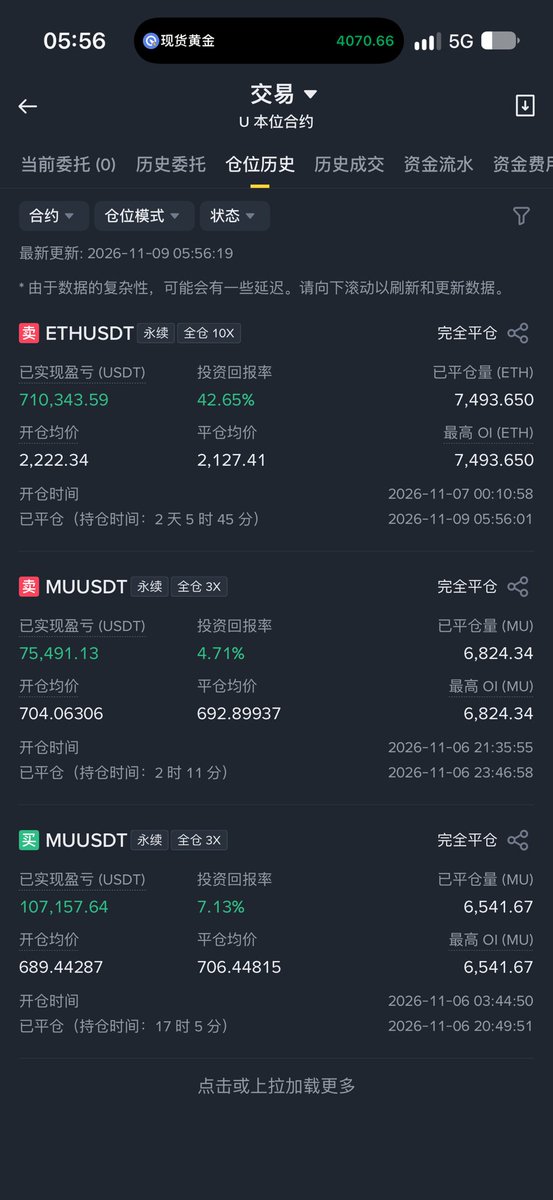 05:56 现货黄金 4070.66 5G
交易
U 本位合约
当前委托 (0) 历史委托 仓位历史 历史成交 资金流水 资金费用
合约 仓位模式 状态
最新更新: 2026-11-09 05:56:19
* 由于数据的复杂性，可能会有一些延迟。请向下滚动以刷新和更新数据。
卖 ETHUSDT 永续 全仓 10X 完全平仓
已实现盈亏 (USDT) 投资回报率 已平仓量 (ETH)
710,343.59 42.65% 7,493.650
开仓均价 平仓均价 最高 OI (ETH)
2,222.34 2,127.41 7,493.650
开仓时间 2026-11-07 00:10:58
已平仓（持仓时间：2 天 5 时 45 分） 2026-11-09 05:56:01
卖 MUUSDT 永续 全仓 3X 完全平仓
已实现盈亏 (USDT) 投资回报率 已平仓量 (MU)
75,491.13 4.71% 6,824.34
开仓均价 平仓均价 最高 OI (MU)
704.06306 692.89937 6,824.34
开仓时间 2026-11-06 21:35:55
已平仓（持仓时间：2 时 11 分） 2026-11-06 23:46:58
买 MUUSDT 永续 全仓 3X 完全平仓
已实现盈亏 (USDT) 投资回报率 已平仓量 (MU)
107,157.64 7.13% 6,541.67
开仓均价 平仓均价 最高 OI (MU)
689.44287 706.44815 6,541.67
开仓时间 2026-11-06 03:44:50
已平仓（持仓时间：17 时 5 分） 2026-11-06 20:49:51
点击或上拉加载更多